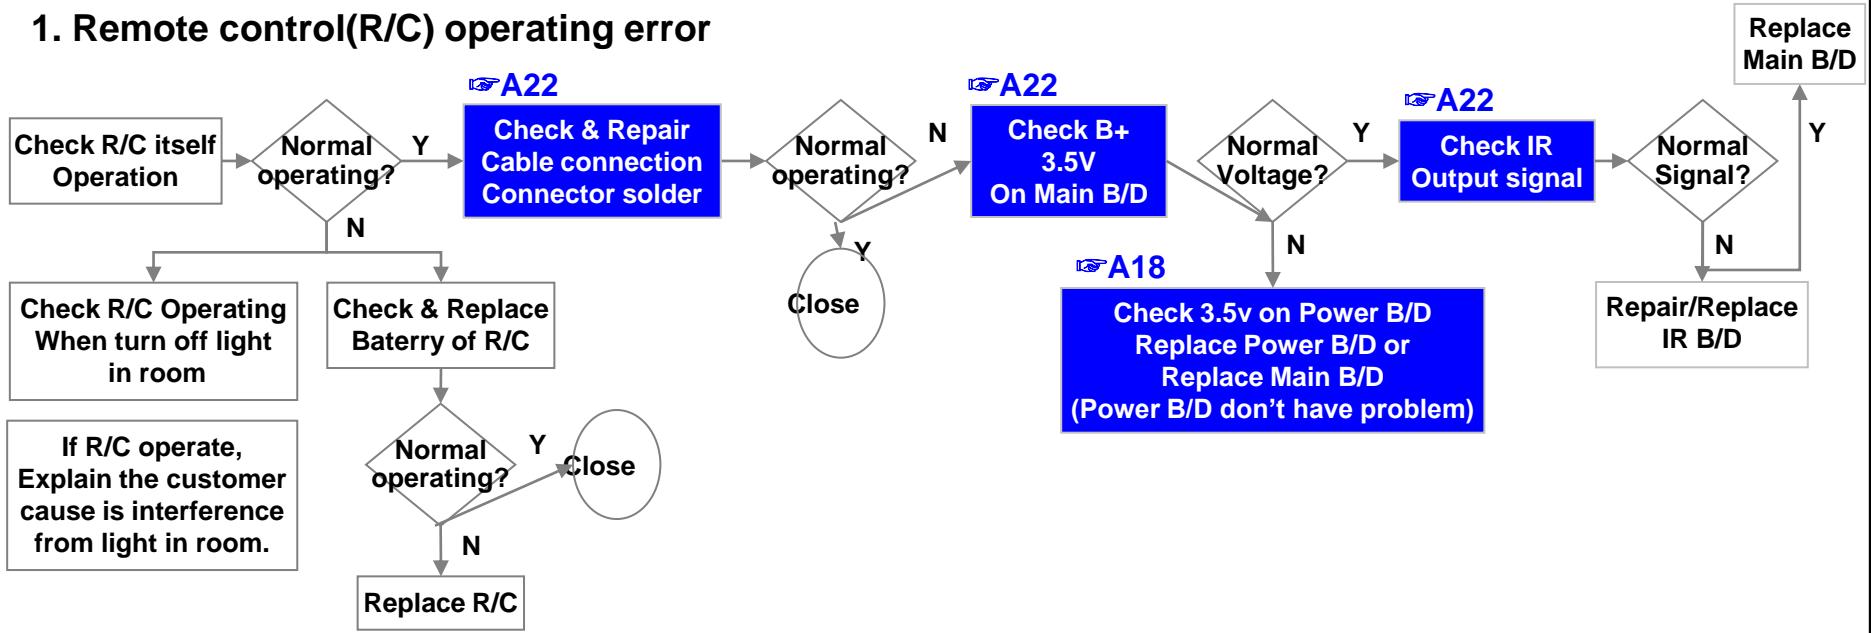 1. Remote control(R/C) operating error
Replace
Main B/D
☞A22
☞A22
☞A22
Check R/C itself
Operation
Normal
operating?
Y
Check & Repair
Cable connection
Connector solder
Normal
operating?
N
Check B+
3.5V
On Main B/D
Normal
Voltage?
Y
Check IR
Output signal
Normal
Signal?
Y
N
Y
N
N
☞A18
Close
Check R/C Operating
When turn off light
in room
Check & Replace
Baterry of R/C
Check 3.5v on Power B/D
Replace Power B/D or
Replace Main B/D
(Power B/D don’t have problem)
Repair/Replace
IR B/D
If R/C operate,
Explain the customer
cause is interference
from light in room.
Normal
operating?
Y
Close
N
Replace R/C